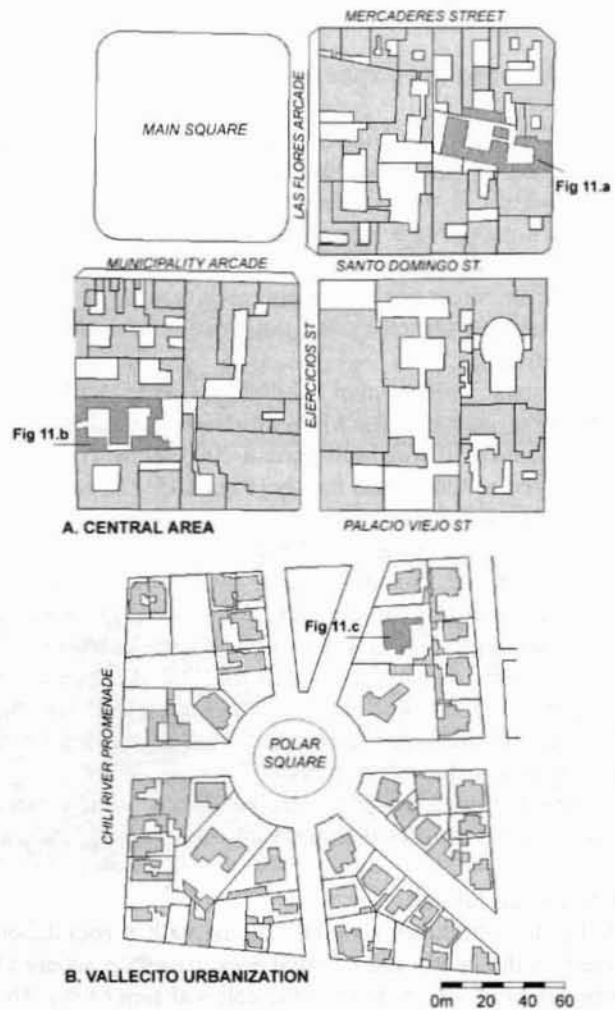 MERCADERES STREET
MAIN SQUARE
LAS FLORES ARCADE
Fig 11.a
MUNICIPALITY ARCADE
SANTO DOMINGO ST.
EJERCICIOS ST
Fig 11.b
A. CENTRAL AREA
PALACIO VIEJO ST
Fig 11.c
CHILI RIVER PROMENADE
POLAR
SQUARE
B. VALLECITO URBANIZATION
0m 20 40 60